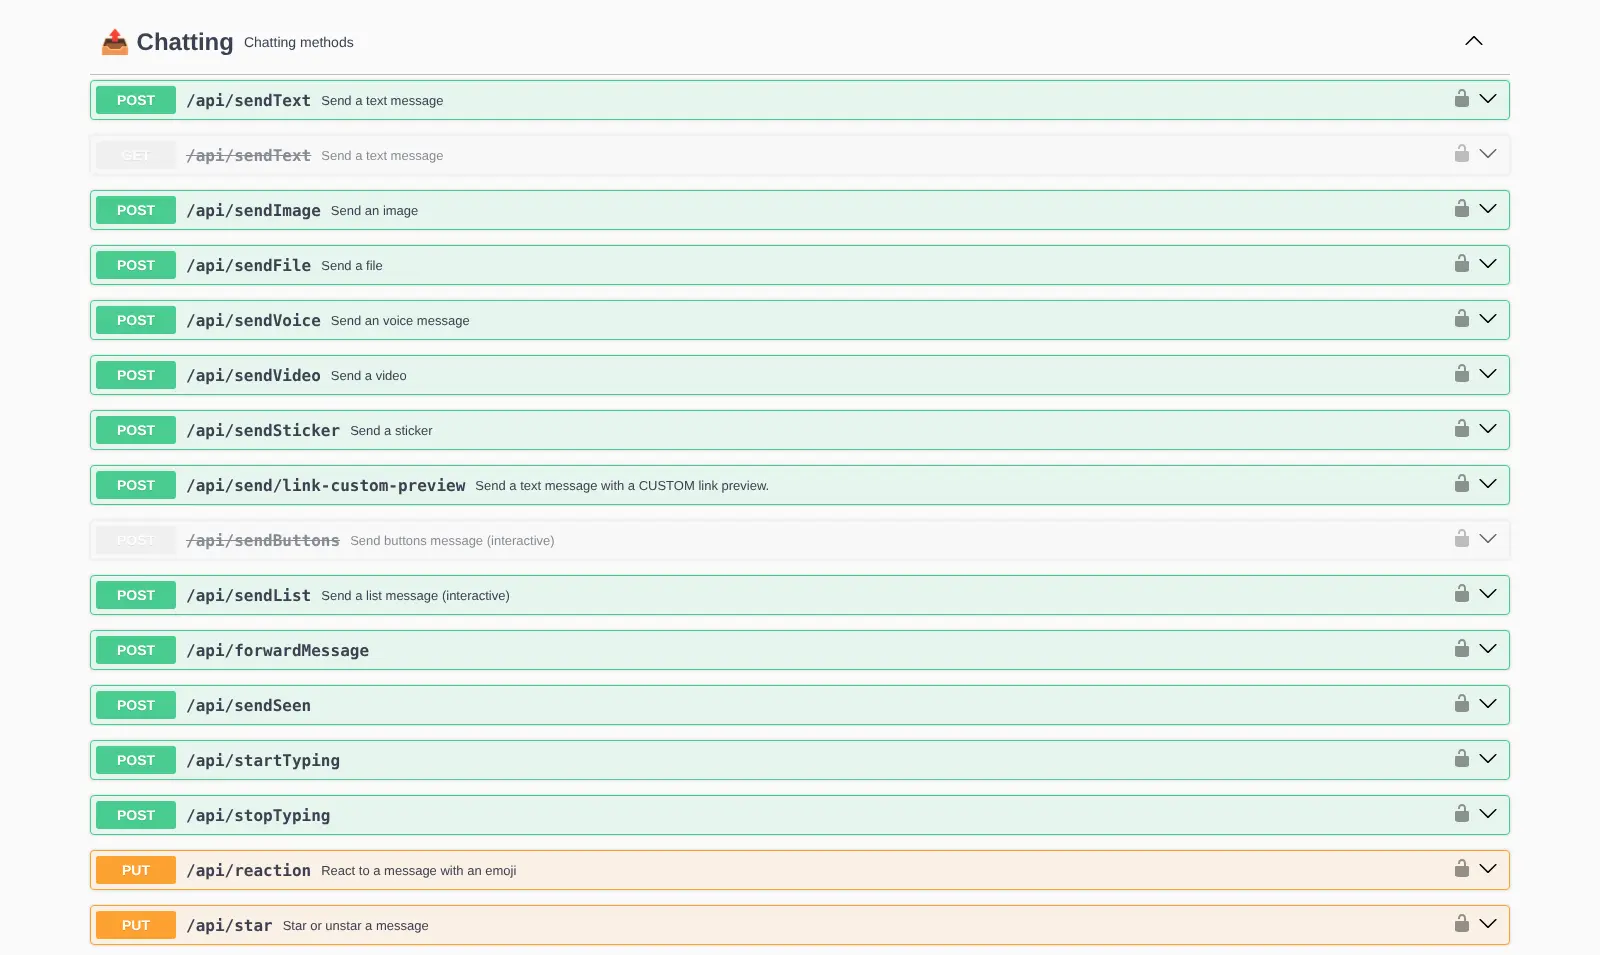 Chatting Chatting methods
POST /api/sendText Send a text message
GET /api/sendText Send a text message
POST /api/sendImage Send an image
POST /api/sendFile Send a file
POST /api/sendVoice Send an voice message
POST /api/sendVideo Send a video
POST /api/sendSticker Send a sticker
POST /api/send/link-custom-preview Send a text message with a CUSTOM link preview.
POST /api/sendButtons Send buttons message (interactive)
POST /api/sendList Send a list message (interactive)
POST /api/forwardMessage
POST /api/sendSeen
POST /api/startTyping
POST /api/stopTyping
PUT /api/reaction React to a message with an emoji
PUT /api/star Star or unstar a message